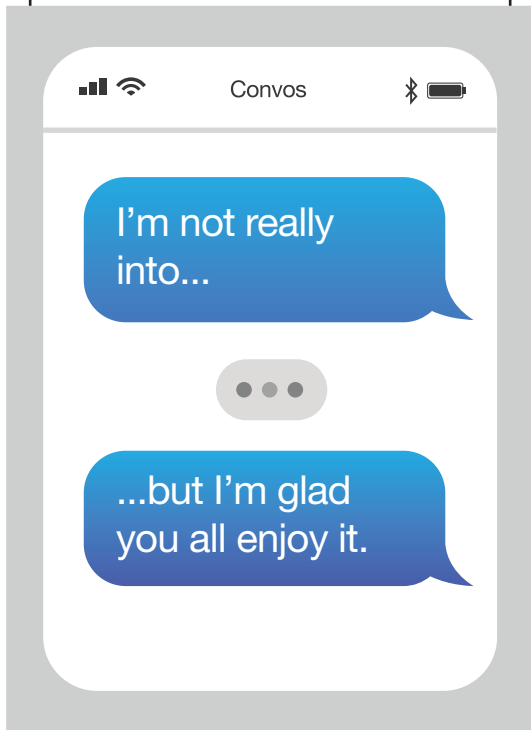 Convos
I’m not really
into...
...but I’m glad
you all enjoy it.